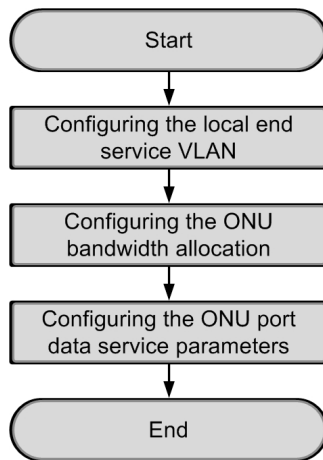 Start
Configuring the local end
service VLAN
Configuring the ONU
bandwidth allocation
Configuring the ONU port
data service parameters
End